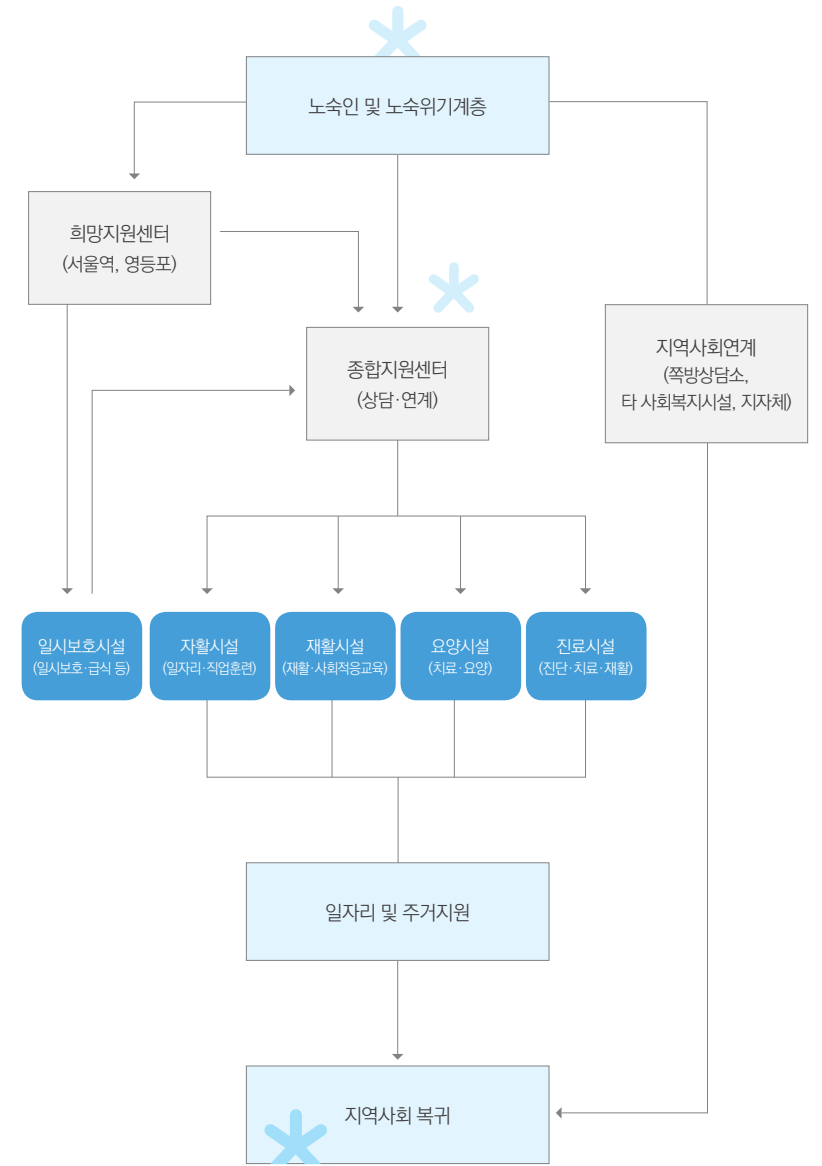 노숙인 및 노숙위기계층
희망지원센터
(서울역, 영등포)
종합지원센터
(상담·연계)
지역사회연계
(쪽방상담소,
타 사회복지시설, 지자체)
일시보호시설
(일시보호·급식 등)
자활시설
(일자리·직업훈련)
재활시설
(재활·사회적응교육)
요양시설
(치료·요양)
진료시설
(진단·치료·재활)
일자리 및 주거지원
지역사회 복귀